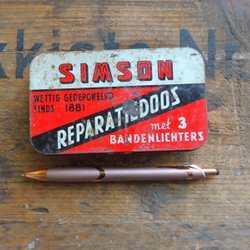 SIMSON
WETTIG GEDEPONEERD
SINDS 1881
REPARATIEDOOS
met 3
BANDENLICHTERS